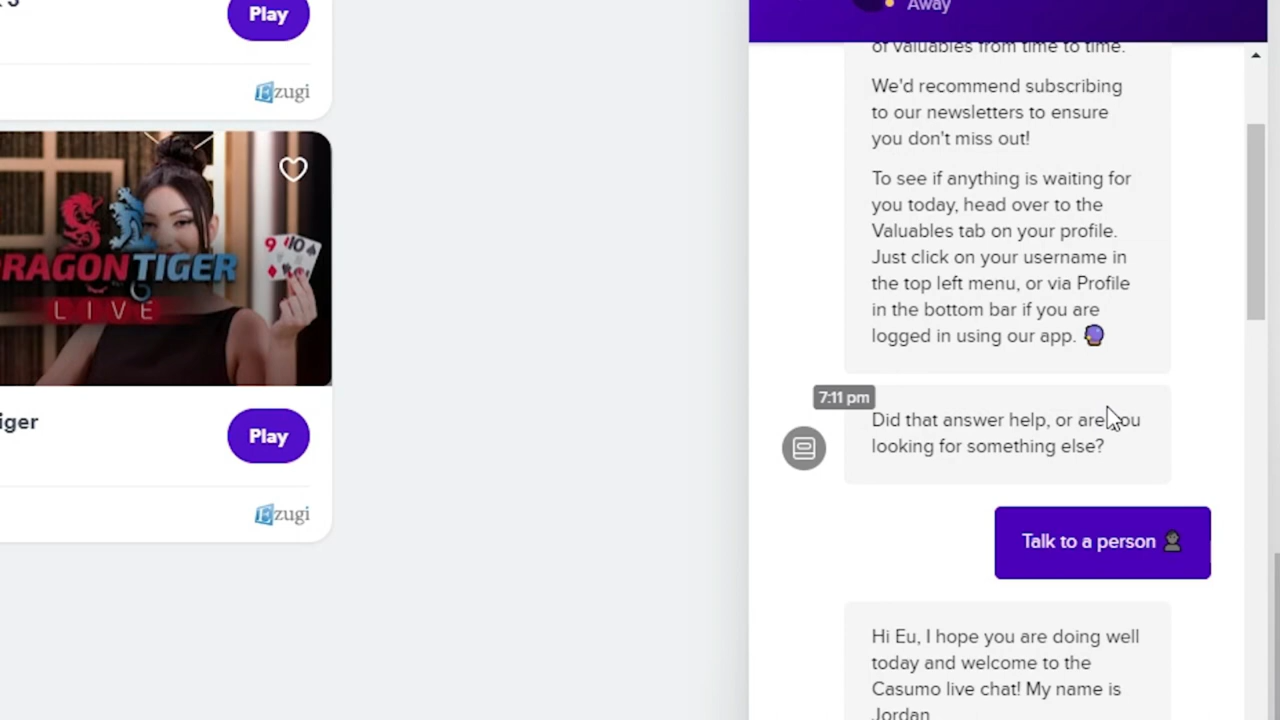 Play
Ezugi
DRAGONTIGER
LIVE
9
10
iger
Play
Ezugi
Away
of valuables from time to time.
We'd recommend subscribing
to our newsletters to ensure
you don't miss out!
To see if anything is waiting for
you today, head over to the
Valuables tab on your profile.
Just click on your username in
the top left menu, or via Profile
in the bottom bar if you are
logged in using our app.
7:11 pm
Did that answer help, or are you
looking for something else?
Talk to a person
Hi Eu, I hope you are doing well
today and welcome to the
Casumo live chat! My name is
Jordan